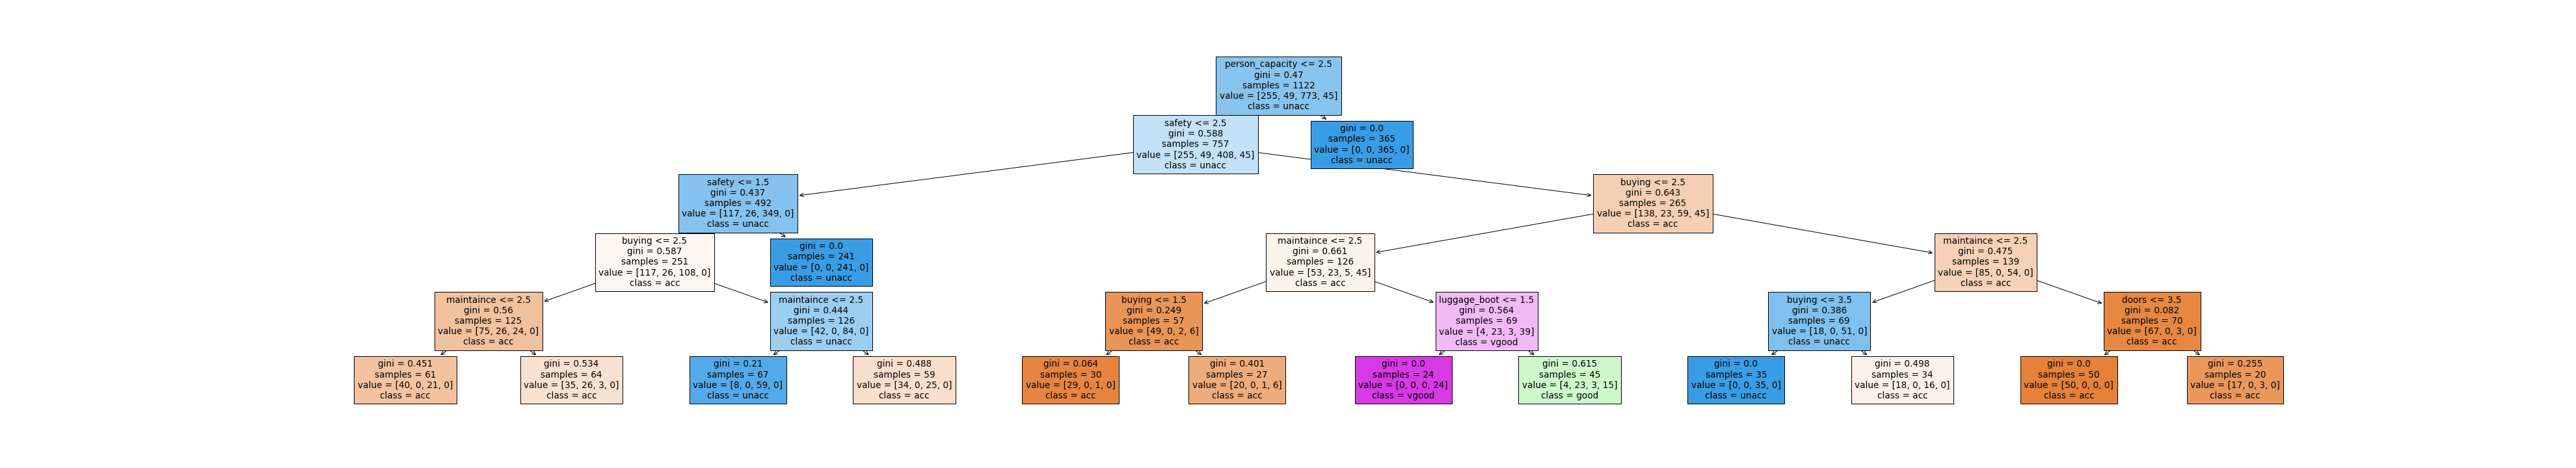 person_capacity <= 2.5
gini = 0.47
samples = 1122
value = [255, 49, 773, 45]
class = unacc
safety <= 2.5
gini = 0.588
samples = 757
value = [255, 49, 408, 45]
class = unacc
gini = 0.0
samples = 365
value = [0, 0, 365, 0]
class = unacc
safety <= 1.5
gini = 0.437
samples = 492
value = [117, 26, 349, 0]
class = unacc
buying <= 2.5
gini = 0.643
samples = 265
value = [138, 23, 59, 45]
class = acc
buying <= 2.5
gini = 0.587
samples = 251
value = [117, 26, 108, 0]
class = acc
gini = 0.0
samples = 241
value = [0, 0, 241, 0]
class = unacc
maintaince <= 2.5
gini = 0.661
samples = 126
value = [53, 23, 5, 45]
class = acc
maintaince <= 2.5
gini = 0.475
samples = 139
value = [85, 0, 54, 0]
class = acc
maintaince <= 2.5
gini = 0.56
samples = 125
value = [75, 26, 24, 0]
class = acc
maintaince <= 2.5
gini = 0.444
samples = 126
value = [42, 0, 84, 0]
class = unacc
buying <= 1.5
gini = 0.249
samples = 57
value = [49, 0, 2, 6]
class = acc
luggage_boot <= 1.5
gini = 0.564
samples = 69
value = [4, 23, 3, 39]
class = vgood
buying <= 3.5
gini = 0.386
samples = 69
value = [18, 0, 51, 0]
class = unacc
doors <= 3.5
gini = 0.082
samples = 70
value = [67, 0, 3, 0]
class = acc
gini = 0.451
samples = 61
value = [40, 0, 21, 0]
class = acc
gini = 0.534
samples = 64
value = [35, 26, 3, 0]
class = acc
gini = 0.21
samples = 67
value = [8, 0, 59, 0]
class = unacc
gini = 0.488
samples = 59
value = [34, 0, 25, 0]
class = acc
gini = 0.064
samples = 30
value = [29, 0, 1, 0]
class = acc
gini = 0.401
samples = 27
value = [20, 0, 1, 6]
class = acc
gini = 0.0
samples = 24
value = [0, 0, 0, 24]
class = vgood
gini = 0.615
samples = 45
value = [4, 23, 3, 15]
class = good
gini = 0.0
samples = 35
value = [0, 0, 35, 0]
class = unacc
gini = 0.498
samples = 34
value = [18, 0, 16, 0]
class = acc
gini = 0.0
samples = 50
value = [50, 0, 0, 0]
class = acc
gini = 0.255
samples = 20
value = [17, 0, 3, 0]
class = acc